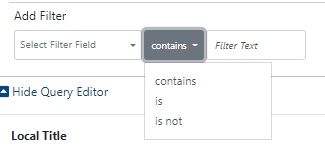 Add Filter
Select Filter Field contains Filter Text
contains
is
is not
Hide Query Editor
Local Title